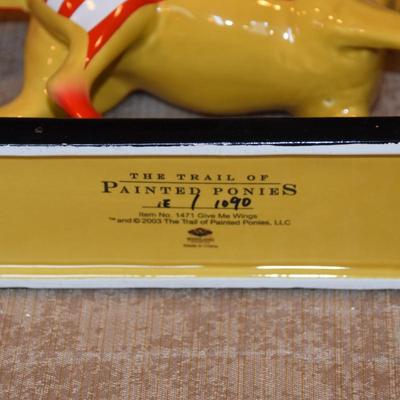 THE TRAIL OF
PAINTED PONIES
1E / 1090
Item No. 1471 Give Me Wings
™ and © 2003 The Trail of Painted Ponies, LLC
WESTLAND
Made in China